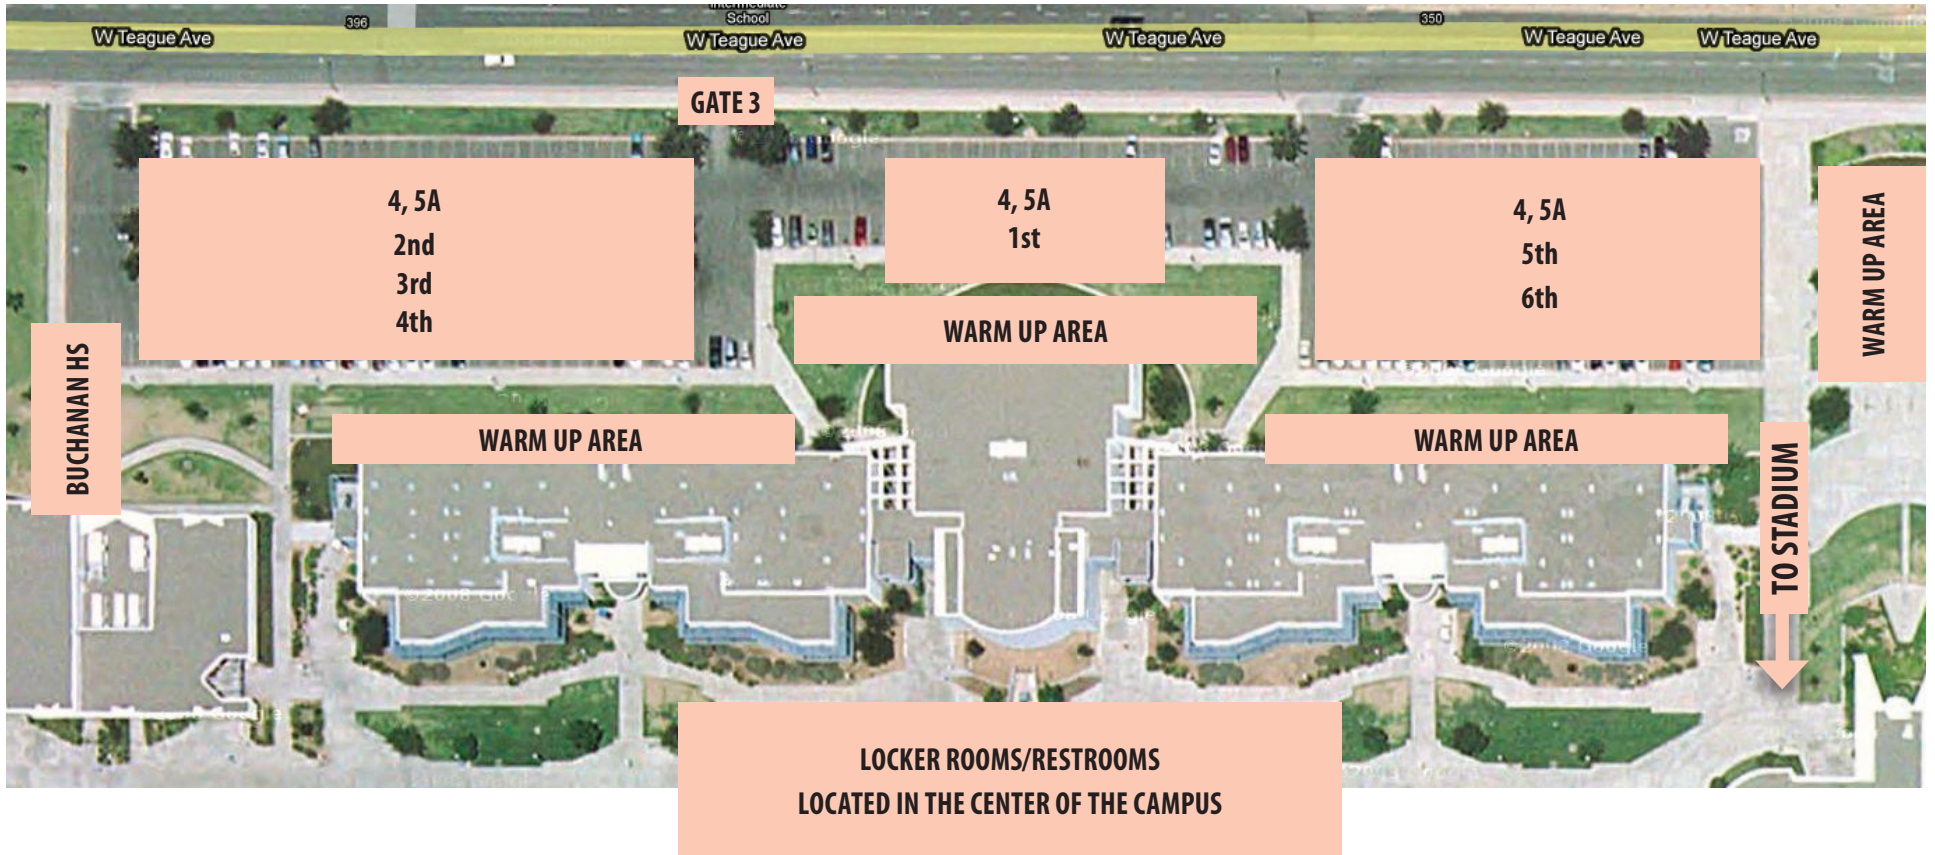 Intermediate
School
396
350
W Teague Ave
W Teague Ave
W Teague Ave
W Teague Ave
W Teague Ave
GATE 3
4, 5A
2nd
3rd
4th
4, 5A
1st
4, 5A
5th
6th
WARM UP AREA
WARM UP AREA
BUCHANAN HS
WARM UP AREA
WARM UP AREA
TO STADIUM
LOCKER ROOMS/RESTROOMS
LOCATED IN THE CENTER OF THE CAMPUS